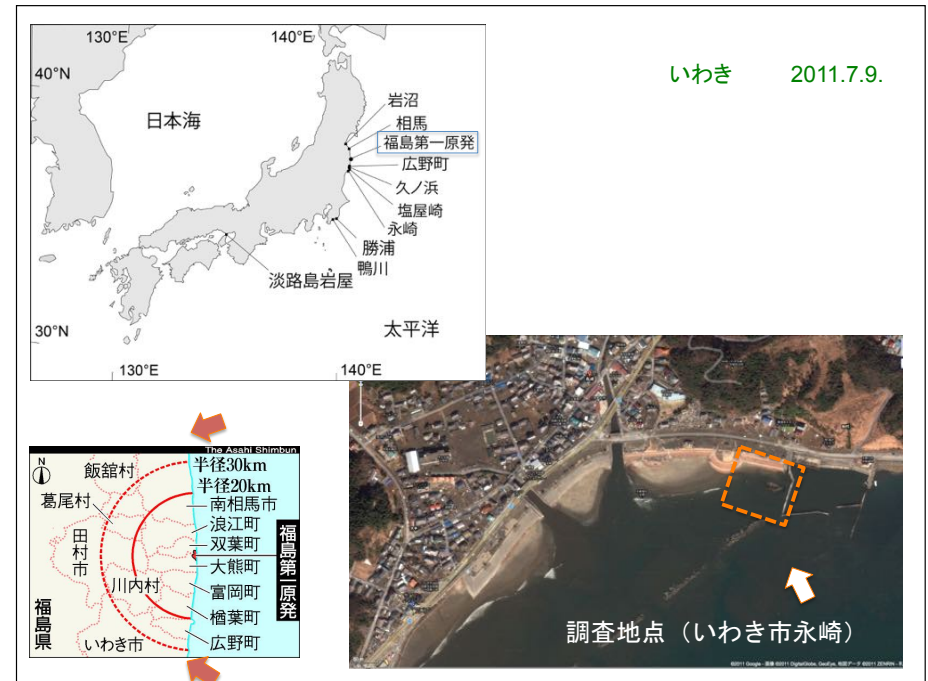 いわき 2011.7.9.
130°E 140°E
40°N
日本海
岩沼
相馬
福島第一原発
広野町
久ノ浜
塩屋崎
永崎
勝浦
鴨川
淡路島岩屋
30°N
太平洋
130°E 140°E
The Asahi Shimbun
N
半径30km
半径20km
飯舘村
葛尾村
田村市
川内村
福島県
いわき市
南相馬市
浪江町
双葉町
大熊町
富岡町
楢葉町
広野町
福島第一原発
調査地点（いわき市永崎）